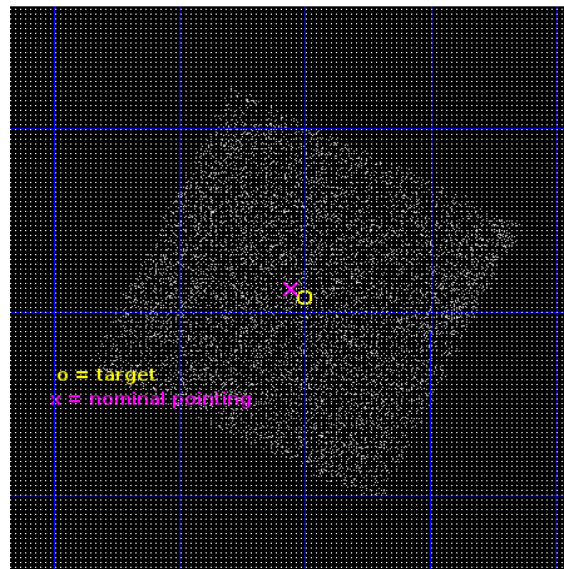 o = target
x = nominal pointing